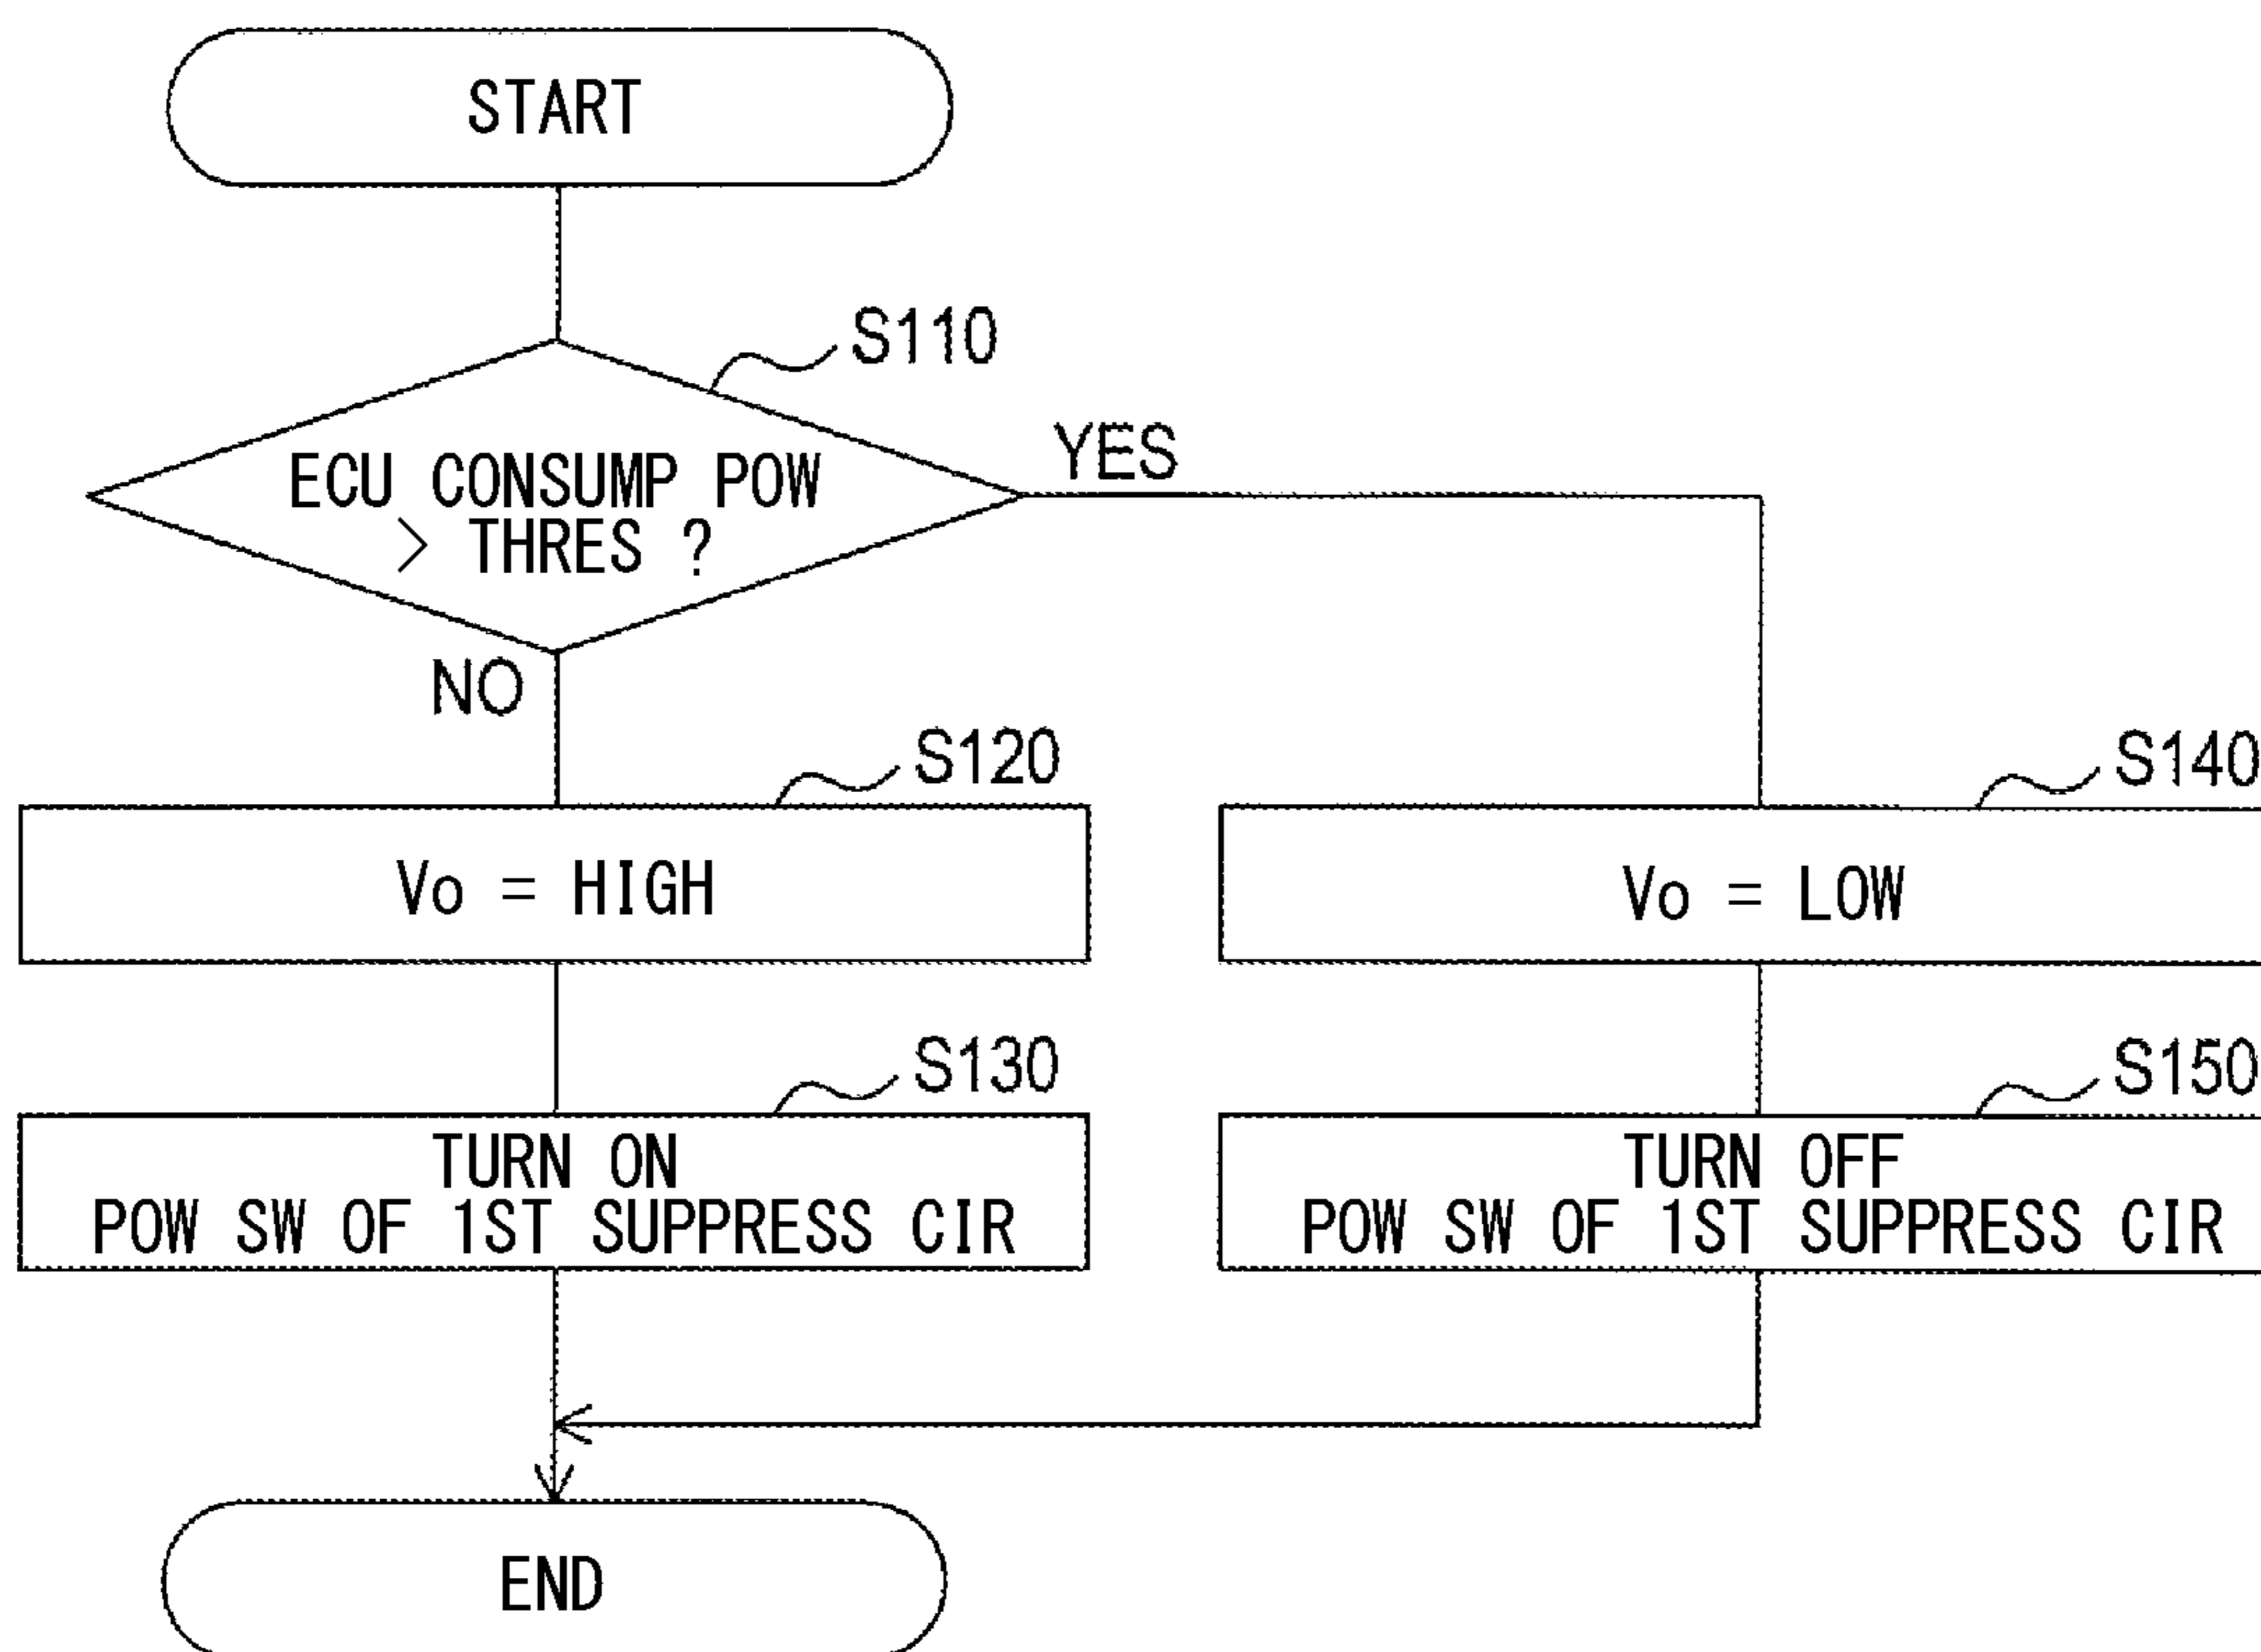 START
S110
ECU CONSUMP POW
> THRES ?
YES
NO
S120
Vo = HIGH
S140
Vo = LOW
S130
TURN ON
POW SW OF 1ST SUPPRESS CIR
S150
TURN OFF
POW SW OF 1ST SUPPRESS CIR
END